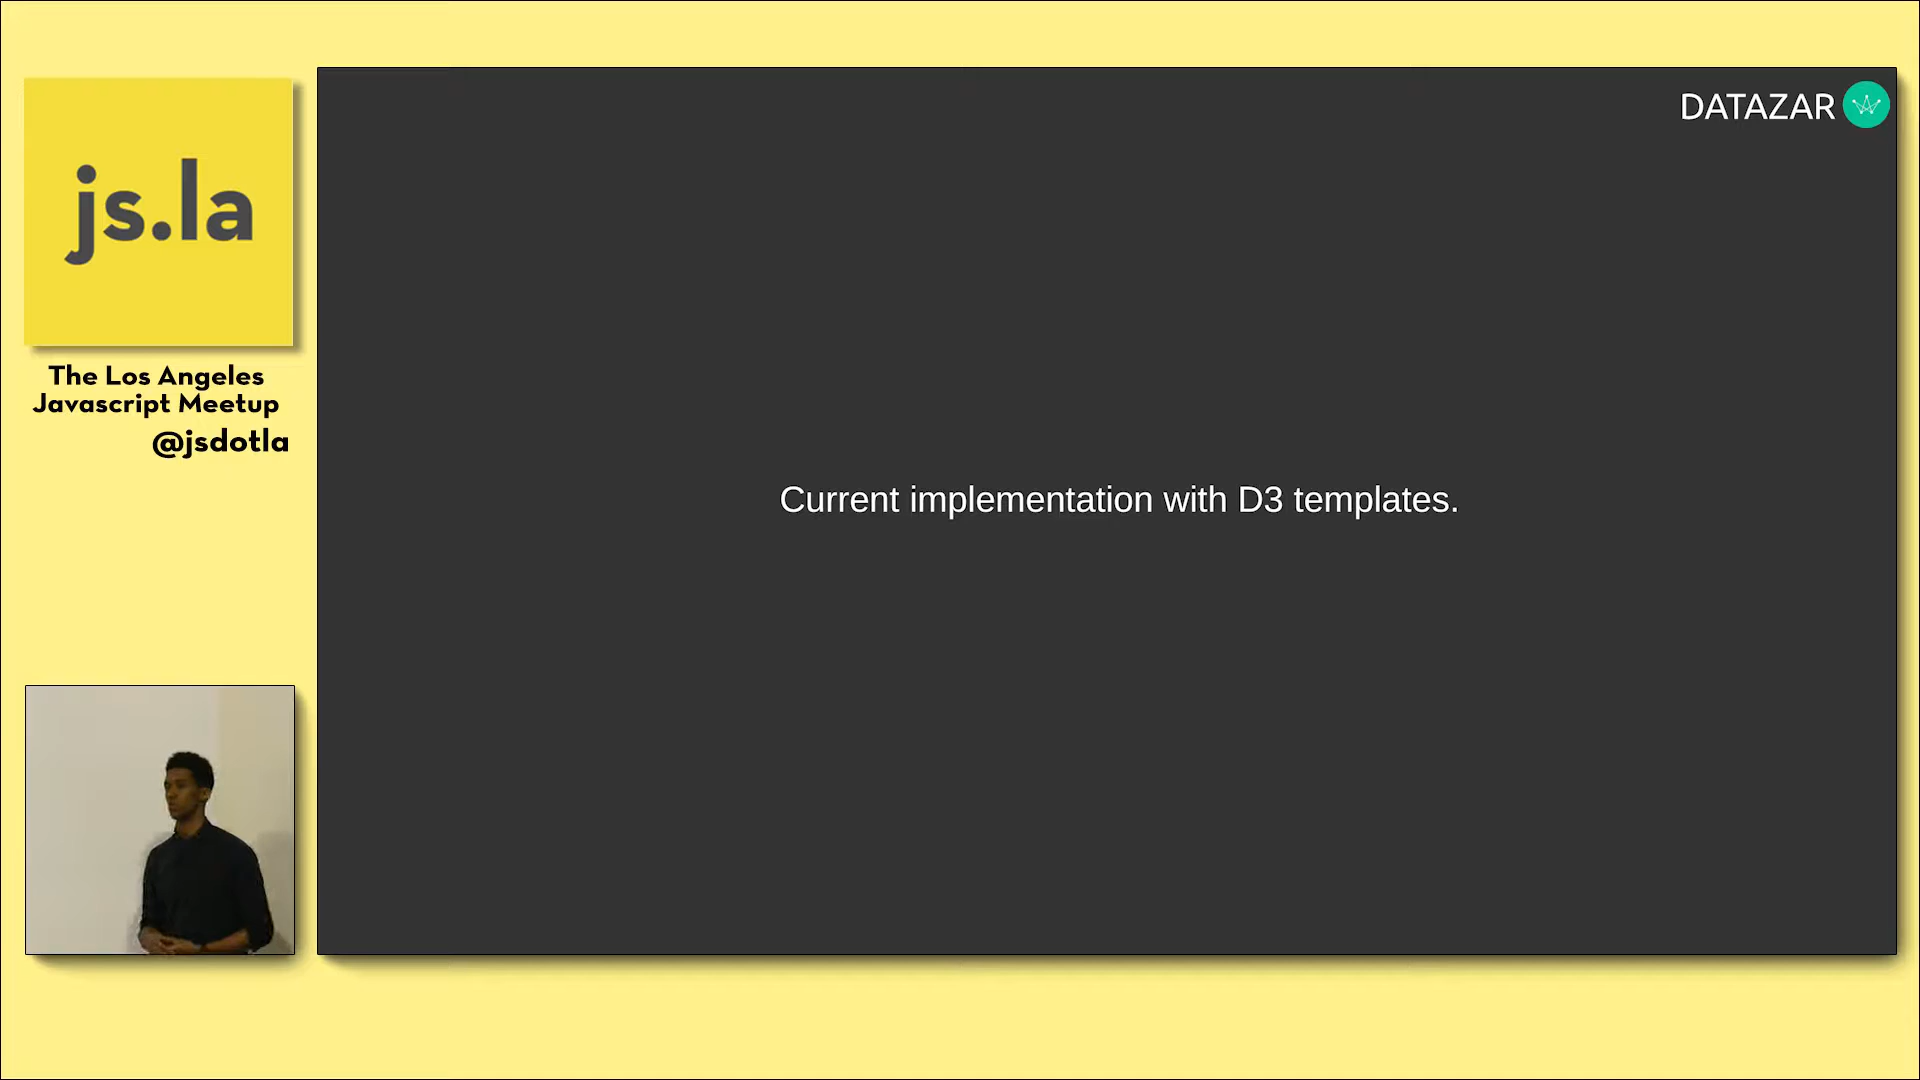 js.la
The Los Angeles
Javascript Meetup
@jsdotla
DATAZAR
Current implementation with D3 templates.